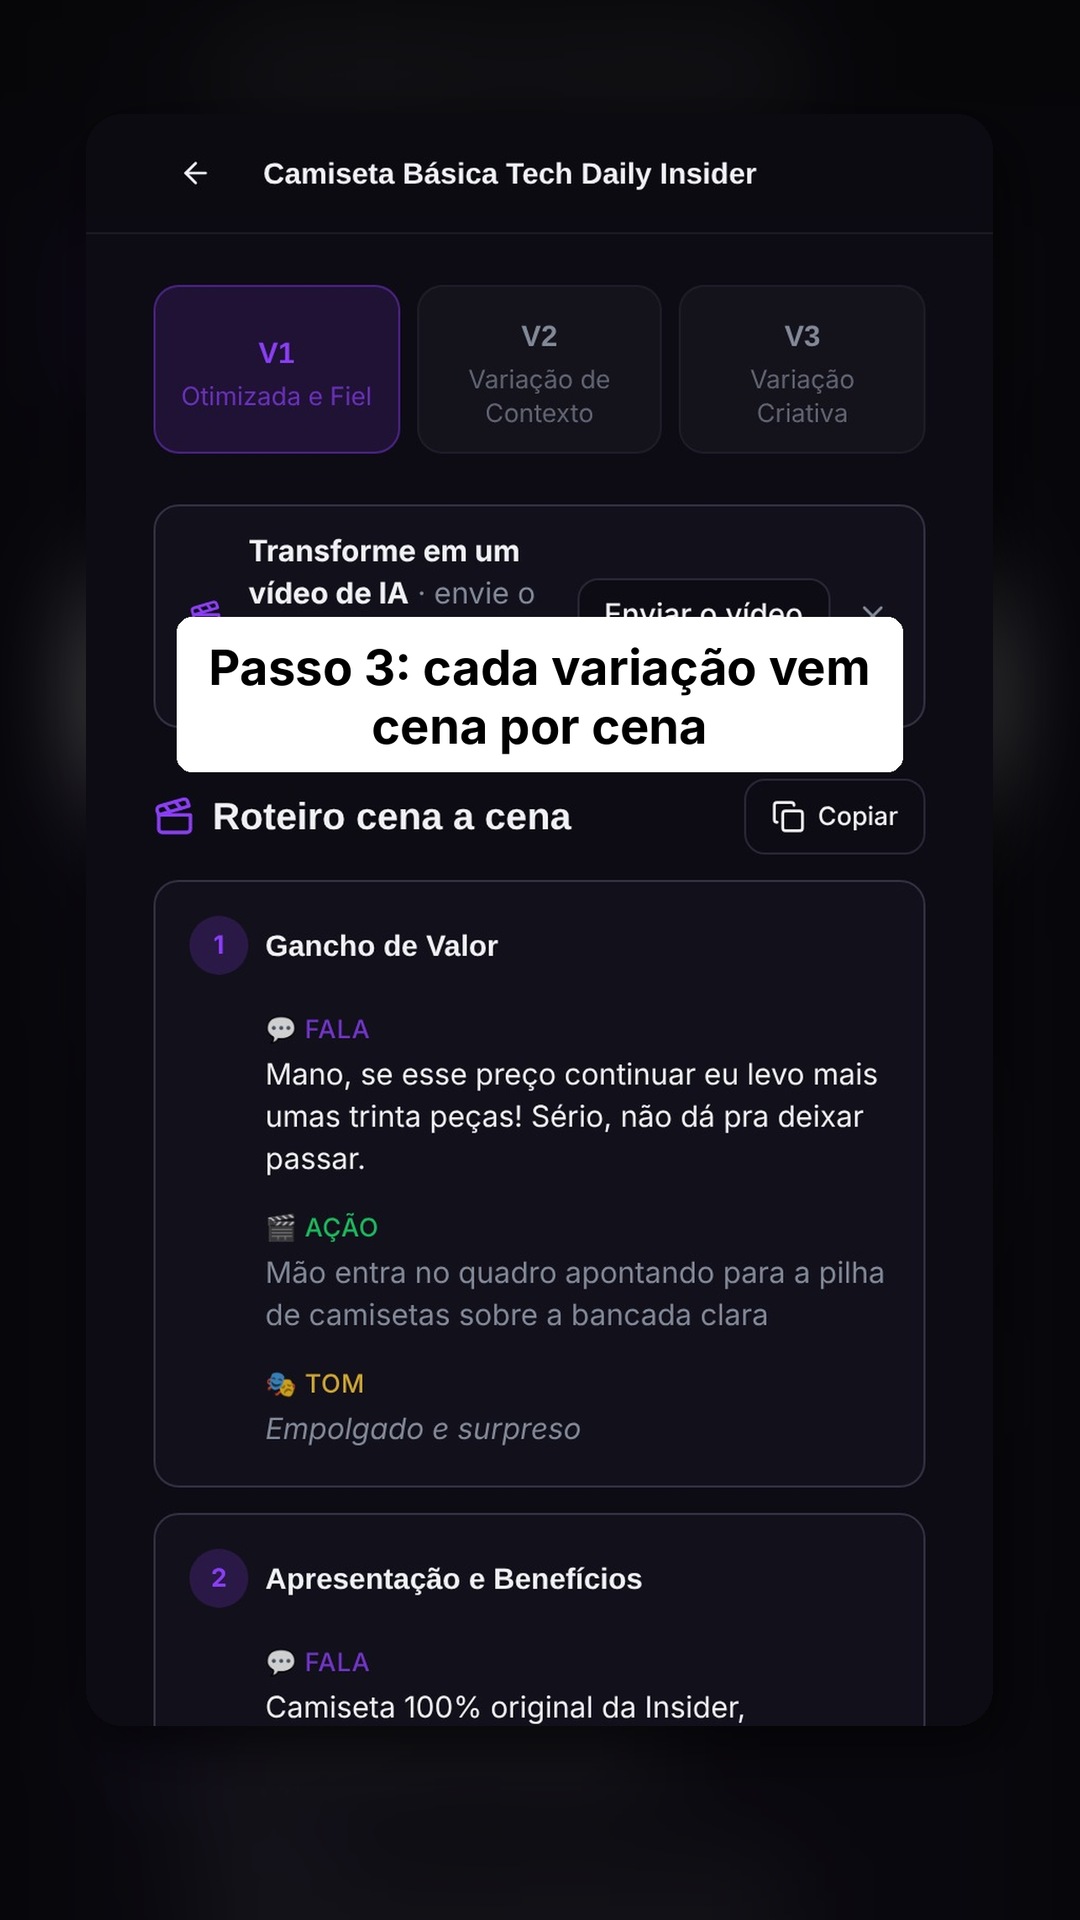 Camiseta Básica Tech Daily Insider
V1
Otimizada e Fiel
V2
Variação de
Contexto
V3
Variação
Criativa
Transforme em um
vídeo de IA · envie o
Enviar o vídeo
Passo 3: cada variação vem
cena por cena
Roteiro cena a cena
Copiar
1
Gancho de Valor
FALA
Mano, se esse preço continuar eu levo mais
umas trinta peças! Sério, não dá pra deixar
passar.
AÇÃO
Mão entra no quadro apontando para a pilha
de camisetas sobre a bancada clara
TOM
Empolgado e surpreso
2
Apresentação e Benefícios
FALA
Camiseta 100% original da Insider,